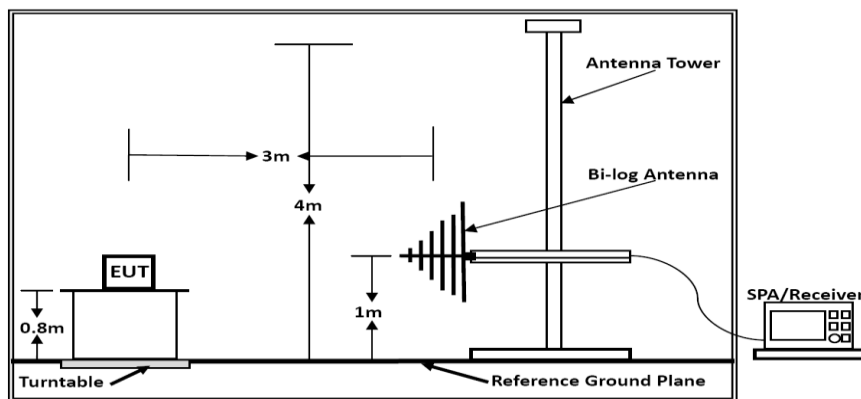 Antenna Tower
3m
Bi-log Antenna
4m
EUT
SPA/Receiver
0.8m
1m
Turntable
Reference Ground Plane